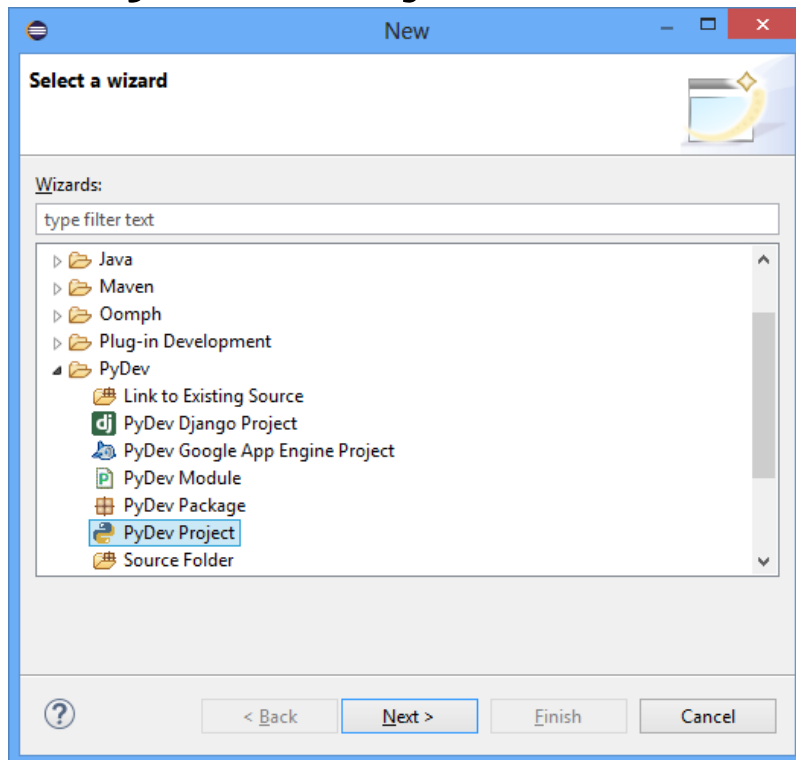 New
Select a wizard
Wizards:
type filter text
Java
Maven
Oomph
Plug-in Development
PyDev
Link to Existing Source
dj PyDev Django Project
PyDev Google App Engine Project
P PyDev Module
PyDev Package
PyDev Project
Source Folder
? < Back Next > Finish Cancel